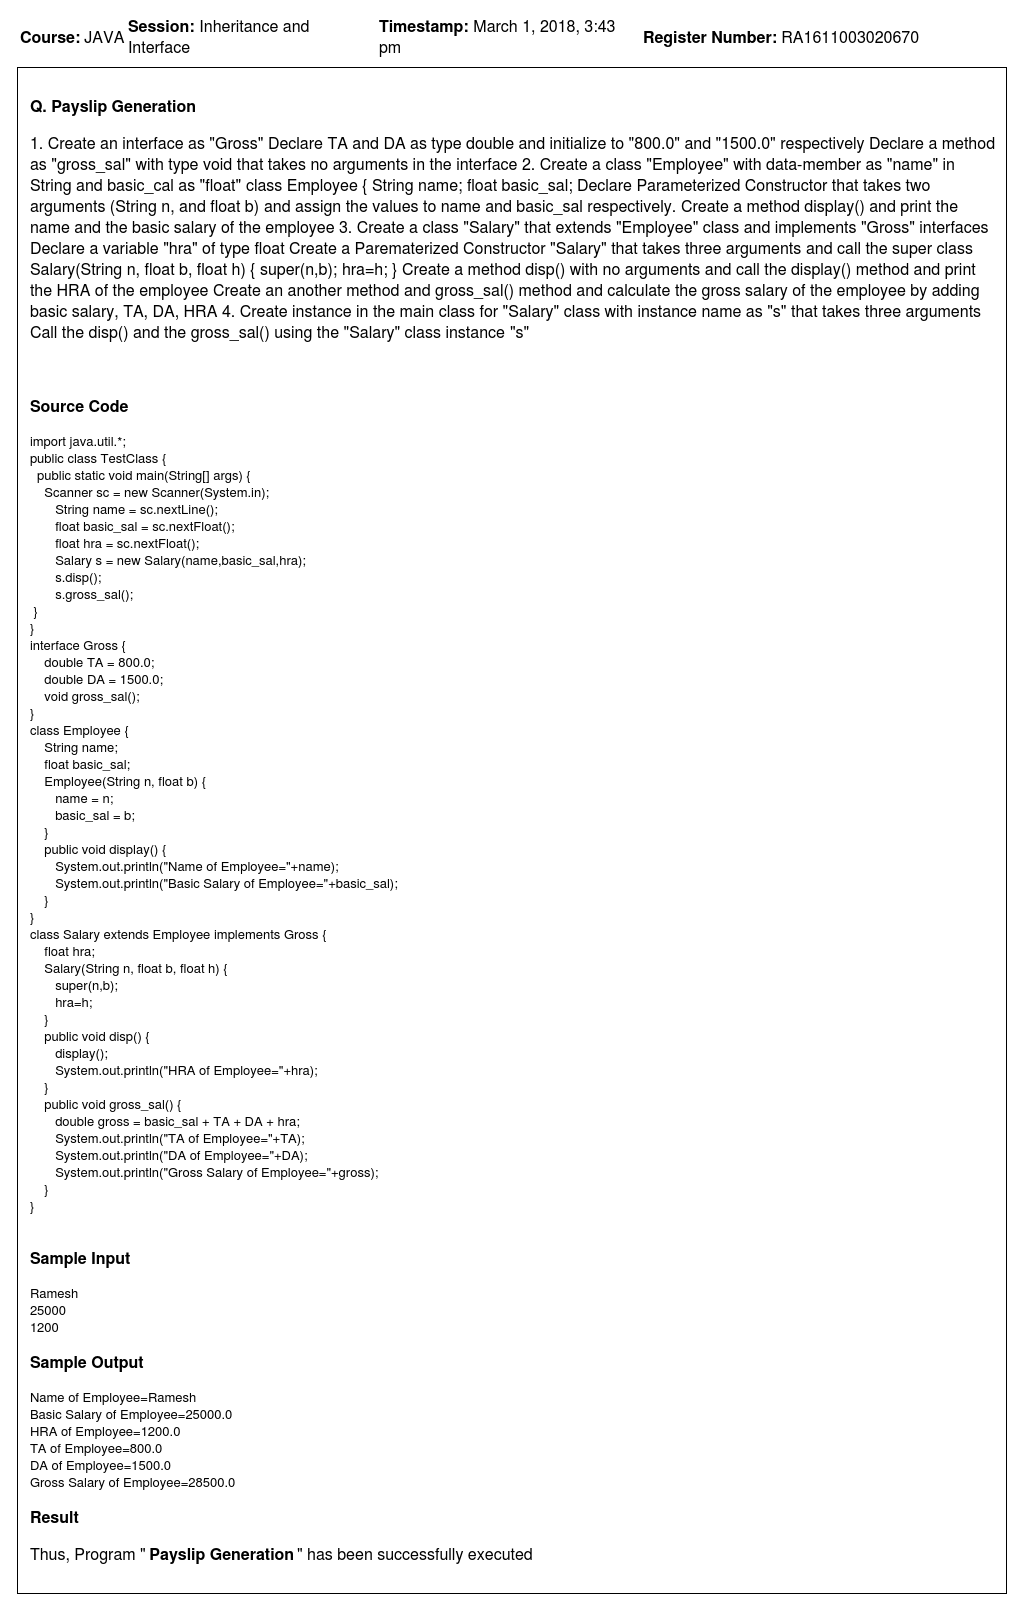 Course: JAVA Session: Inheritance and Interface Timestamp: March 1, 2018, 3:43 pm Register Number: RA1611003020670
Q. Payslip Generation
1. Create an interface as "Gross" Declare TA and DA as type double and initialize to "800.0" and "1500.0" respectively Declare a method
as "gross_sal" with type void that takes no arguments in the interface 2. Create a class "Employee" with data-member as "name" in
String and basic_cal as "float" class Employee { String name; float basic_sal; Declare Parameterized Constructor that takes two
arguments (String n, and float b) and assign the values to name and basic_sal respectively. Create a method display() and print the
name and the basic salary of the employee 3. Create a class "Salary" that extends "Employee" class and implements "Gross" interfaces
Declare a variable "hra" of type float Create a Parematerized Constructor "Salary" that takes three arguments and call the super class
Salary(String n, float b, float h) { super(n,b); hra=h; } Create a method disp() with no arguments and call the display() method and print
the HRA of the employee Create an another method and gross_sal() method and calculate the gross salary of the employee by adding
basic salary, TA, DA, HRA 4. Create instance in the main class for "Salary" class with instance name as "s" that takes three arguments
Call the disp() and the gross_sal() using the "Salary" class instance "s"
Source Code
import java.util.*;
public class TestClass {
public static void main(String[] args) {
Scanner sc = new Scanner(System.in);
String name = sc.nextLine();
float basic_sal = sc.nextFloat();
float hra = sc.nextFloat();
Salary s = new Salary(name,basic_sal,hra);
s.disp();
s.gross_sal();
}
}
interface Gross {
double TA = 800.0;
double DA = 1500.0;
void gross_sal();
}
class Employee {
String name;
float basic_sal;
Employee(String n, float b) {
name = n;
basic_sal = b;
}
public void display() {
System.out.println("Name of Employee="+name);
System.out.println("Basic Salary of Employee="+basic_sal);
}
}
class Salary extends Employee implements Gross {
float hra;
Salary(String n, float b, float h) {
super(n,b);
hra=h;
}
public void disp() {
display();
System.out.println("HRA of Employee="+hra);
}
public void gross_sal() {
double gross = basic_sal + TA + DA + hra;
System.out.println("TA of Employee="+TA);
System.out.println("DA of Employee="+DA);
System.out.println("Gross Salary of Employee="+gross);
}
}
Sample Input
Ramesh
25000
1200
Sample Output
Name of Employee=Ramesh
Basic Salary of Employee=25000.0
HRA of Employee=1200.0
TA of Employee=800.0
DA of Employee=1500.0
Gross Salary of Employee=28500.0
Result
Thus, Program " Payslip Generation " has been successfully executed